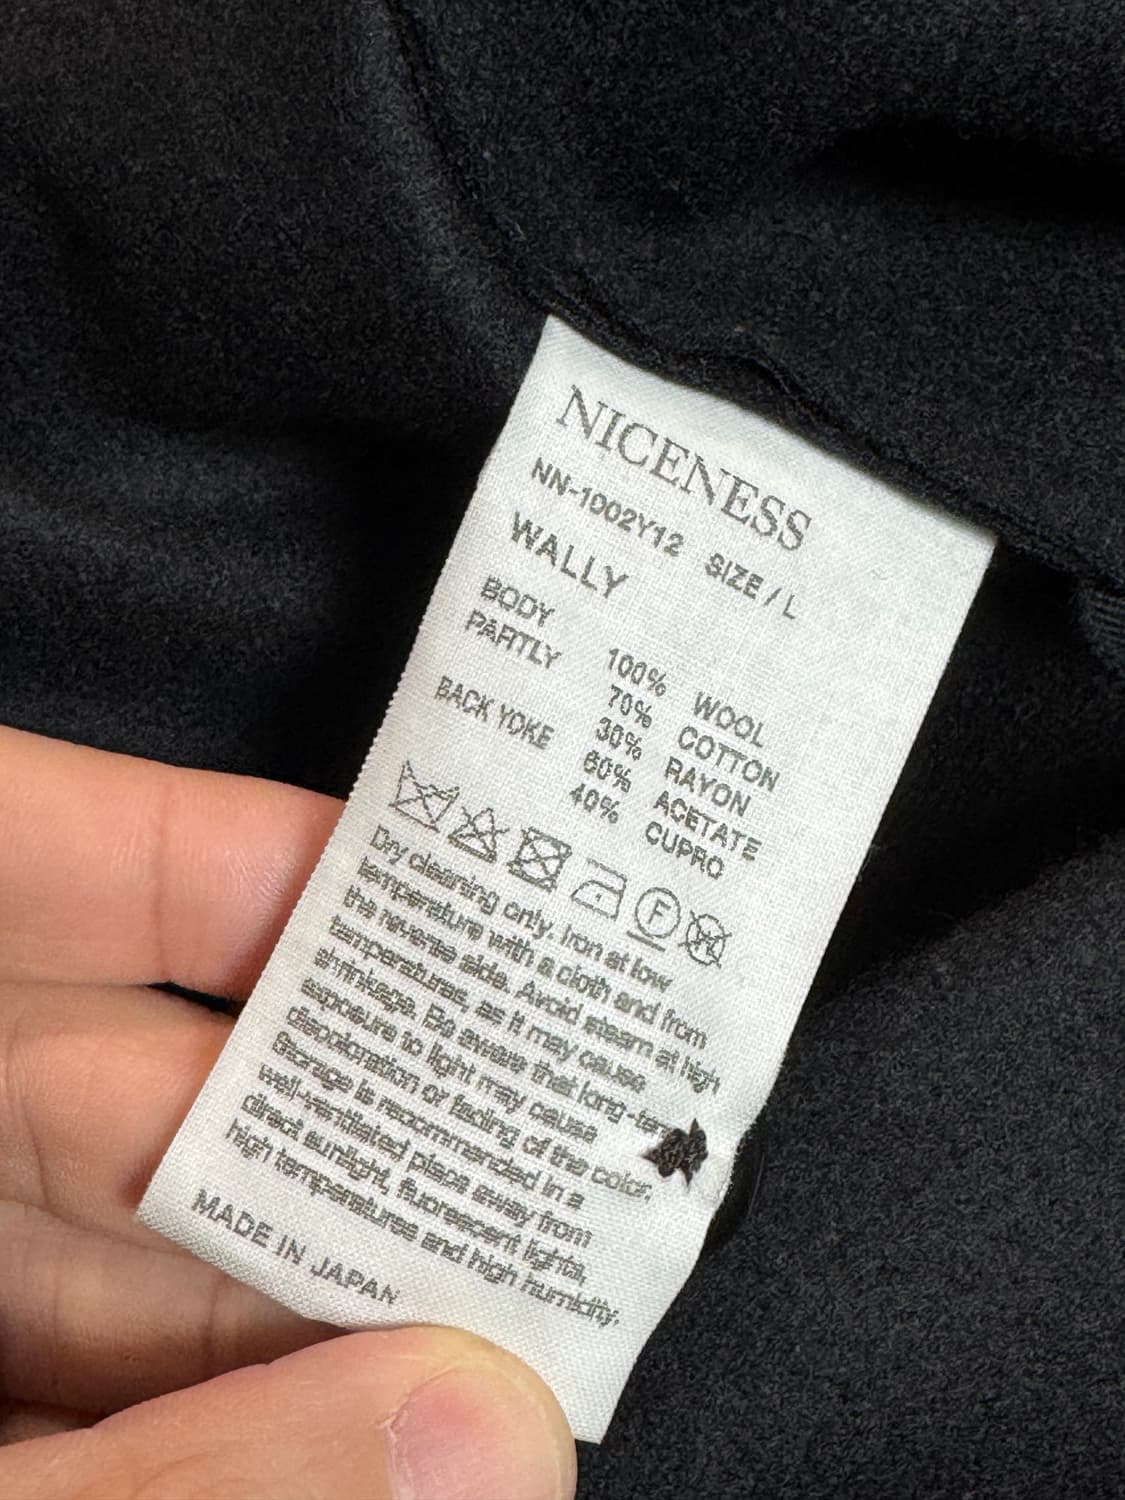 NICENESS
NN-1002Y12 SIZE / L
WALLY
BODY 100% WOOL
PARTLY 70% COTTON
30% RAYON
BACK YOKE 60% ACETATE
40% CUPRO
F W
Dry cleaning only. Iron at low
temperature with a cloth and from
the reverse side. Avoid steam at high
temperatures, as it may cause
shrinkage. Be aware that long-term
exposure to light may cause
discoloration or fading of the color.
Storage is recommended in a
well-ventilated place away from
direct sunlight, fluorescent lights,
high temperatures and high humidity.
MADE IN JAPAN